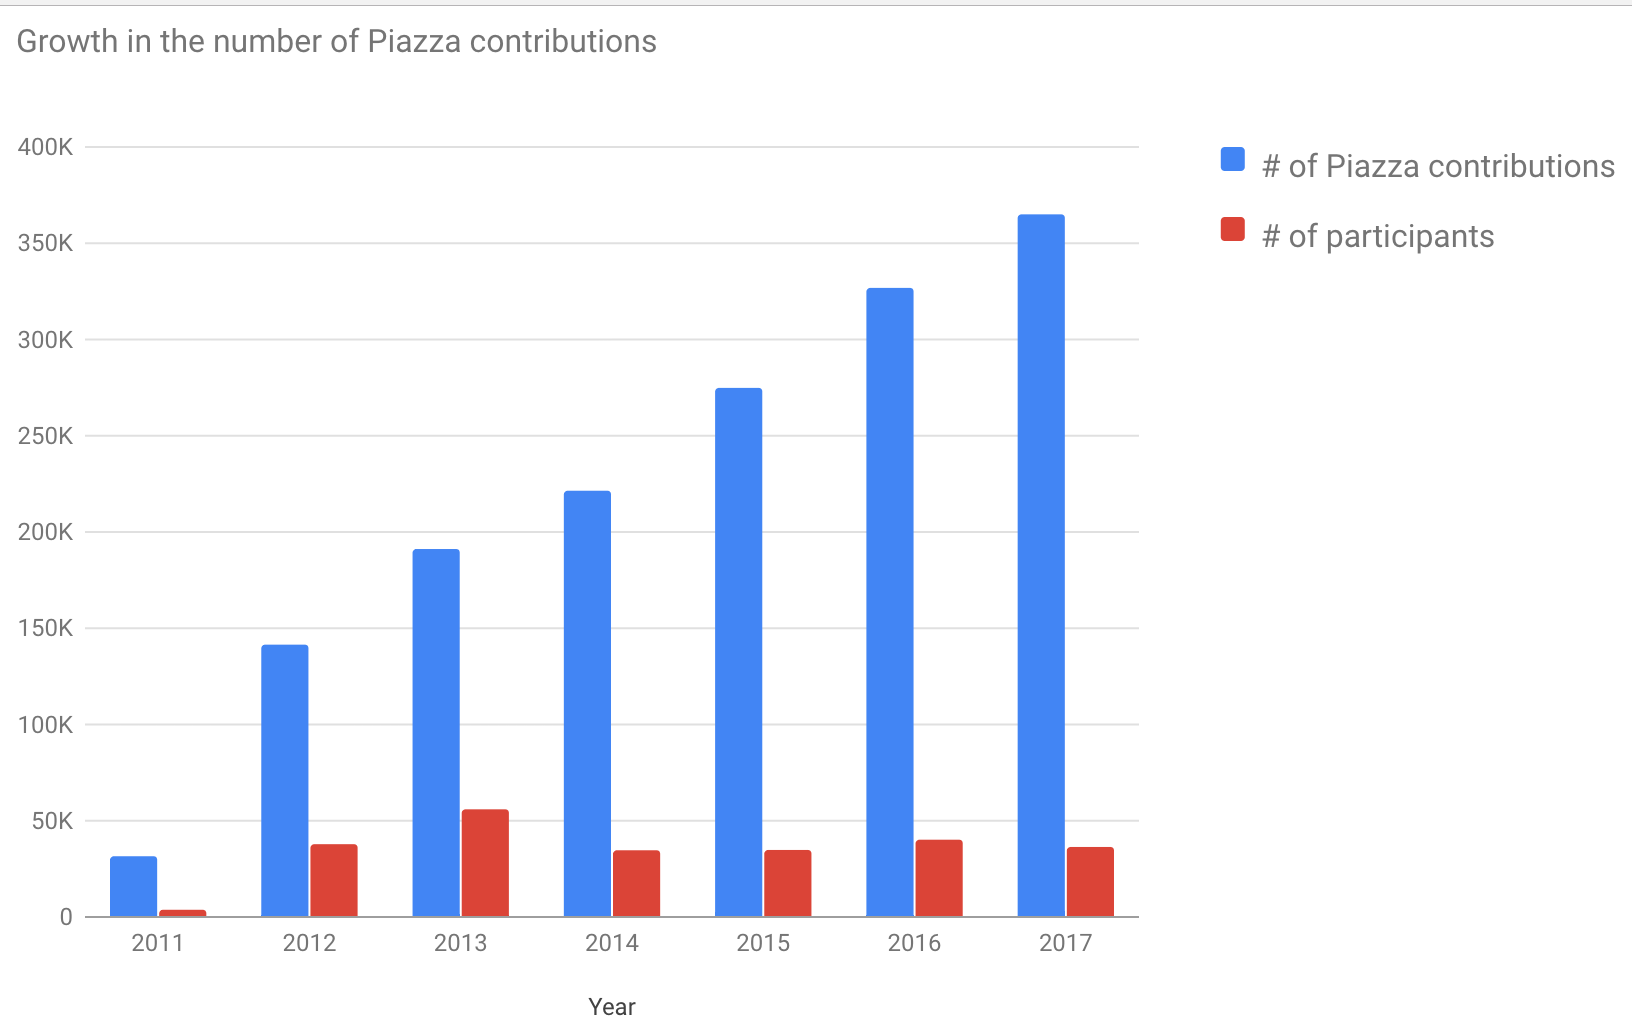 Growth in the number of Piazza contributions
400K
350K
300K
250K
200K
150K
100K
50K
0
2011 2012 2013 2014 2015 2016 2017
Year
# of Piazza contributions
# of participants